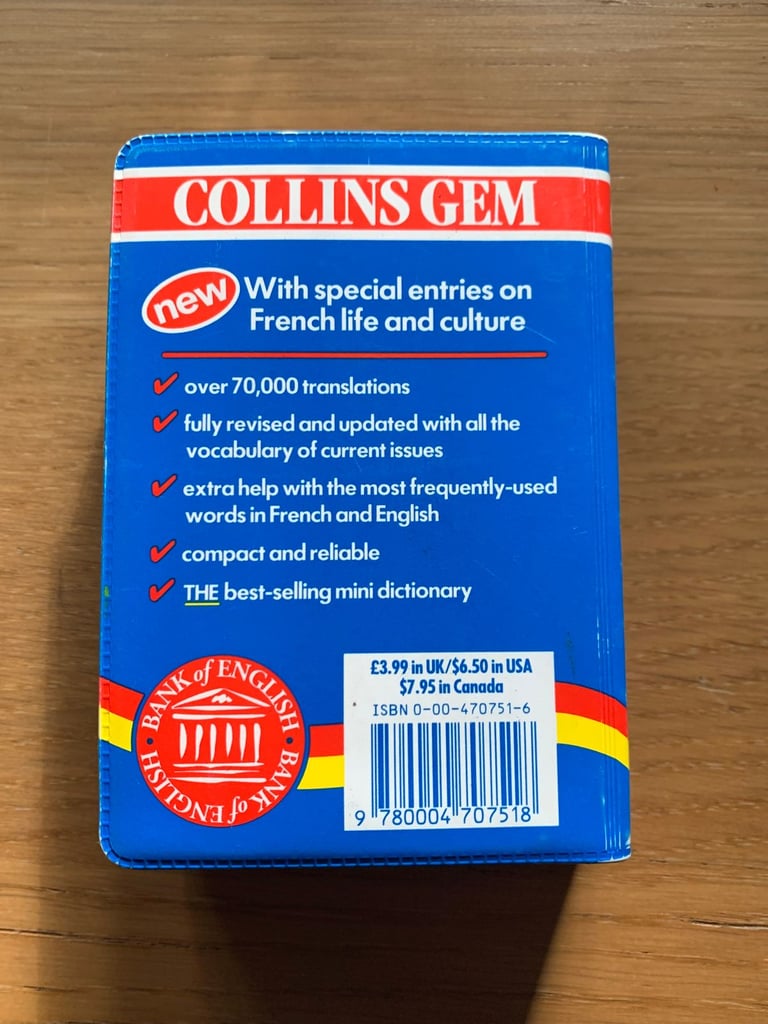 COLLINS GEM
new
With special entries on
French life and culture
over 70,000 translations
fully revised and updated with all the
vocabulary of current issues
extra help with the most frequently-used
words in French and English
compact and reliable
THE best-selling mini dictionary
BANK of ENGLISH · BANK of ENGLISH ·
£3.99 in UK/$6.50 in USA
$7.95 in Canada
ISBN 0-00-470751-6
9 780004 707518